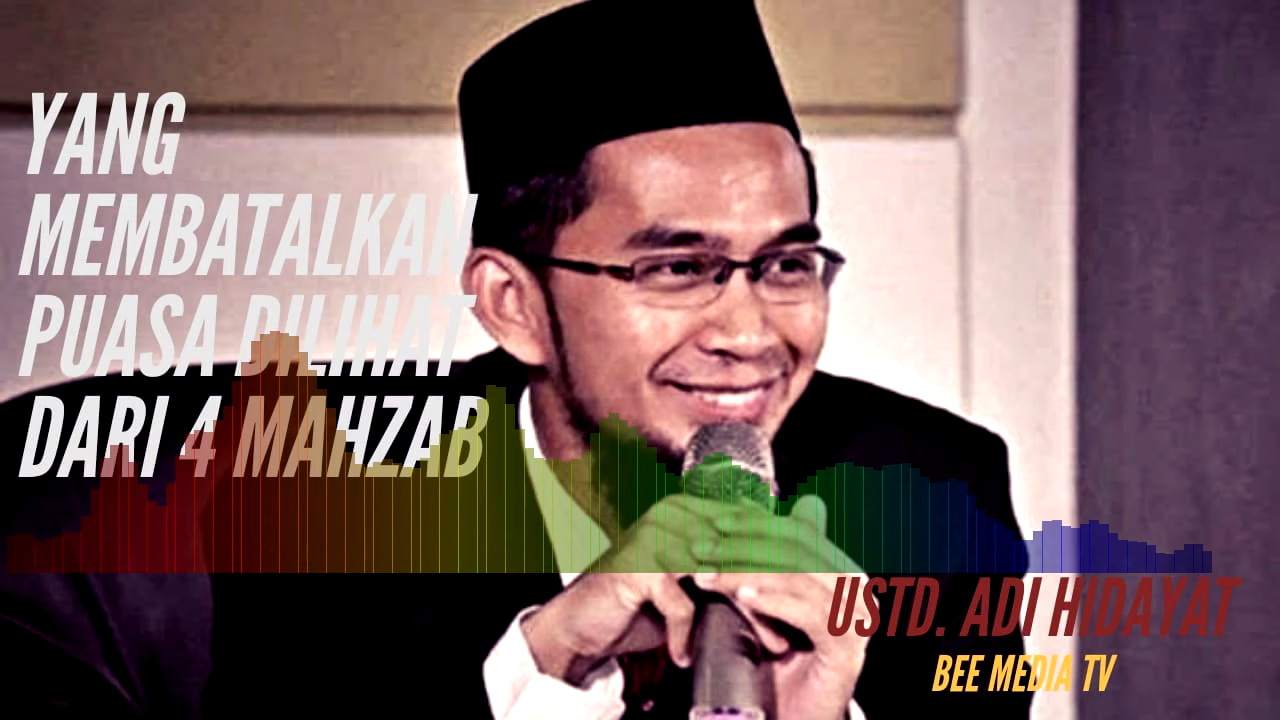 YANG
MEMBATALKAN
PUASA DILIHAT
DARI 4 MAHZAB
USTD. ADI HIDAYAT
BEE MEDIA TV